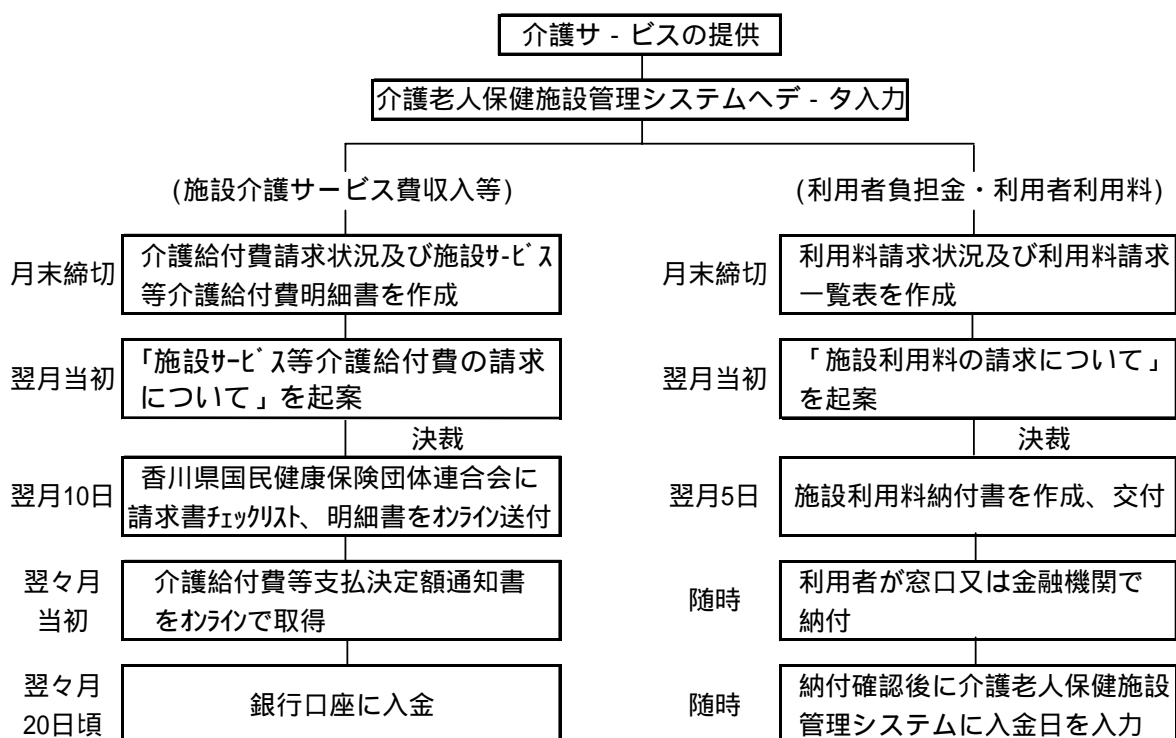 介護サ - ビスの提供
介護老人保健施設管理システムへデ - タ入力
(施設介護サービス費収入等)
(利用者負担金・利用者利用料)
月末締切
介護給付費請求状況及び施設ｻｰﾋﾞｽ
等介護給付費明細書を作成
月末締切
利用料請求状況及び利用料請求
一覧表を作成
翌月当初
「施設ｻｰﾋﾞｽ等介護給付費の請求
について」を起案
翌月当初
「施設利用料の請求について」
を起案
決裁
決裁
翌月10日
香川県国民健康保険団体連合会に
請求書ﾁｪｯｸﾘｽﾄ、明細書をｵﾝﾗｲﾝ送付
翌月5日
施設利用料納付書を作成、交付
翌々月
当初
介護給付費等支払決定額通知書
をｵﾝﾗｲﾝで取得
随時
利用者が窓口又は金融機関で
納付
翌々月
20日頃
銀行口座に入金
随時
納付確認後に介護老人保健施設
管理システムに入金日を入力